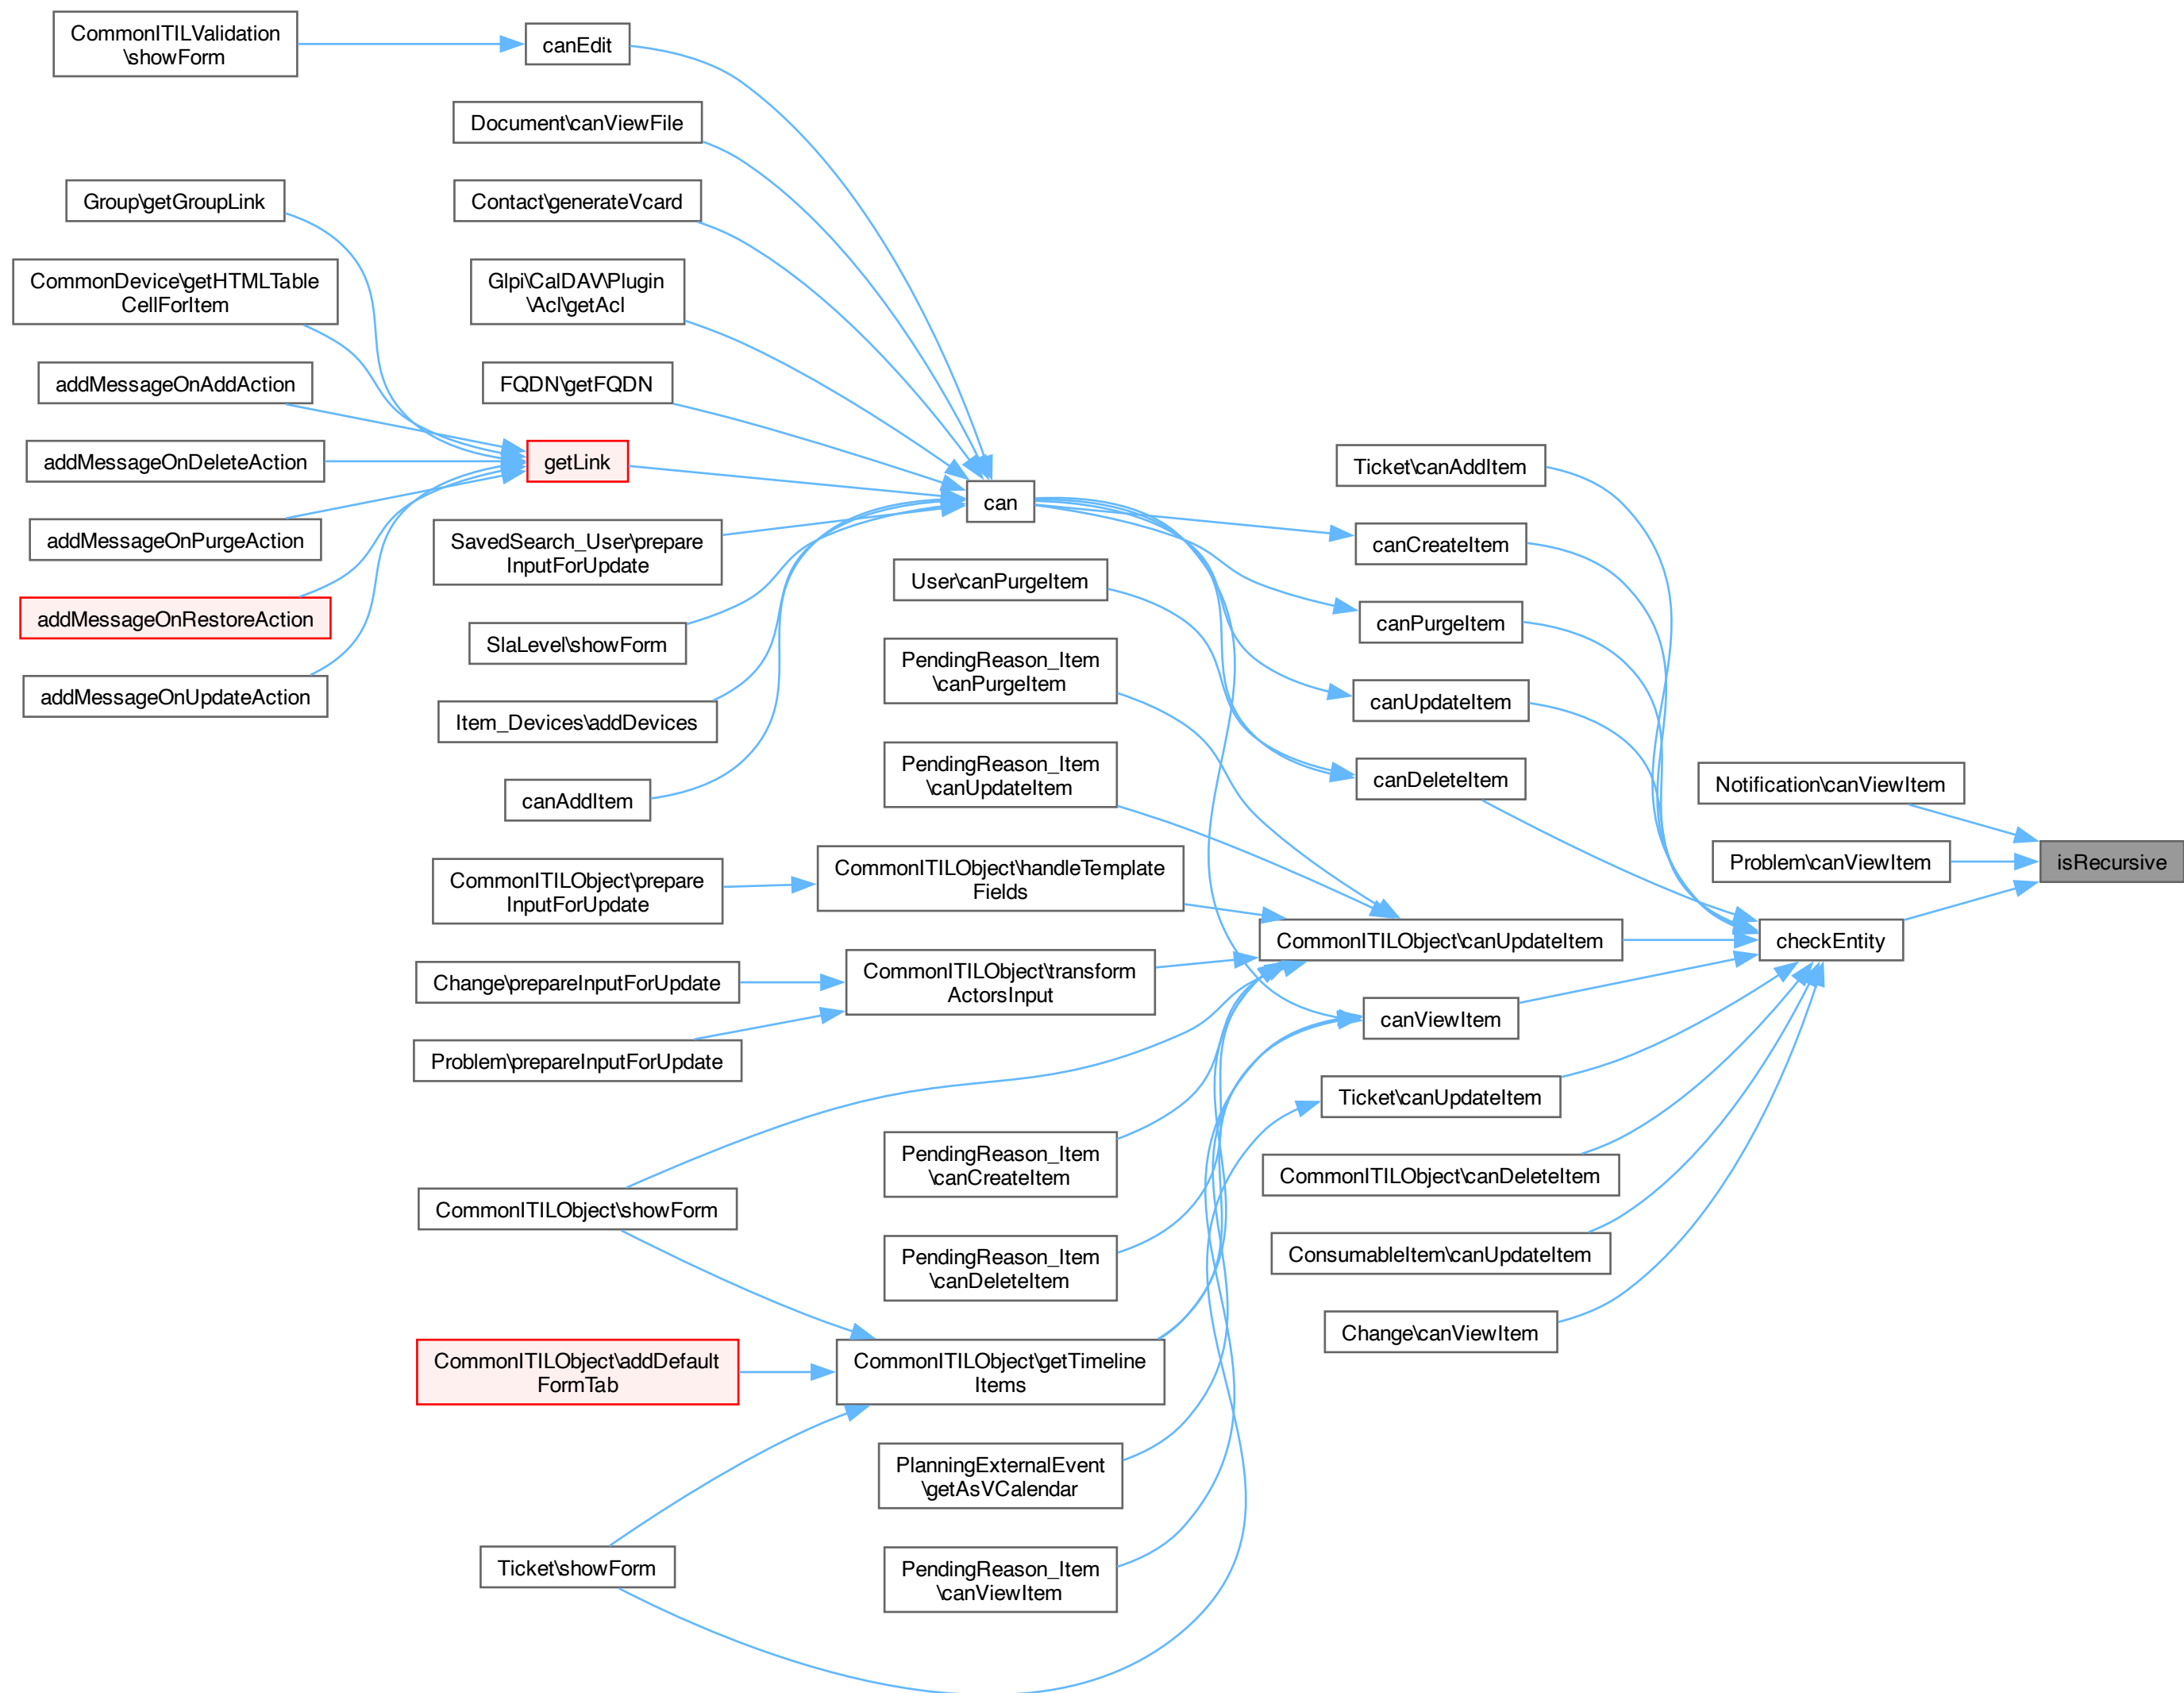 CommonITILValidation
\showForm
canEdit
Document\canViewFile
Group\getGroupLink
Contact\generateVcard
CommonDevice\getHTMLTable
CellForItem
Glpi\CalDAV\Plugin
\Acl\getAcl
addMessageOnAddAction
FQDN\getFQDN
addMessageOnDeleteAction
getLink
Ticket\canAddItem
can
addMessageOnPurgeAction
SavedSearch_User\prepare
InputForUpdate
canCreateItem
User\canPurgeItem
addMessageOnRestoreAction
canPurgeItem
SlaLevel\showForm
PendingReason_Item
\canPurgeItem
addMessageOnUpdateAction
canUpdateItem
Item_Devices\addDevices
PendingReason_Item
\canUpdateItem
canDeleteItem
Notification\canViewItem
canAddItem
CommonITILObject\prepare
InputForUpdate
CommonITILObject\handleTemplate
Fields
Problem\canViewItem
isRecursive
CommonITILObject\canUpdateItem
checkEntity
Change\prepareInputForUpdate
CommonITILObject\transform
ActorsInput
canViewItem
Problem\prepareInputForUpdate
Ticket\canUpdateItem
PendingReason_Item
\canCreateItem
CommonITILObject\canDeleteItem
CommonITILObject\showForm
PendingReason_Item
\canDeleteItem
ConsumableItem\canUpdateItem
Change\canViewItem
CommonITILObject\addDefault
FormTab
CommonITILObject\getTimeline
Items
PlanningExternalEvent
\getAsVCalendar
Ticket\showForm
PendingReason_Item
\canViewItem